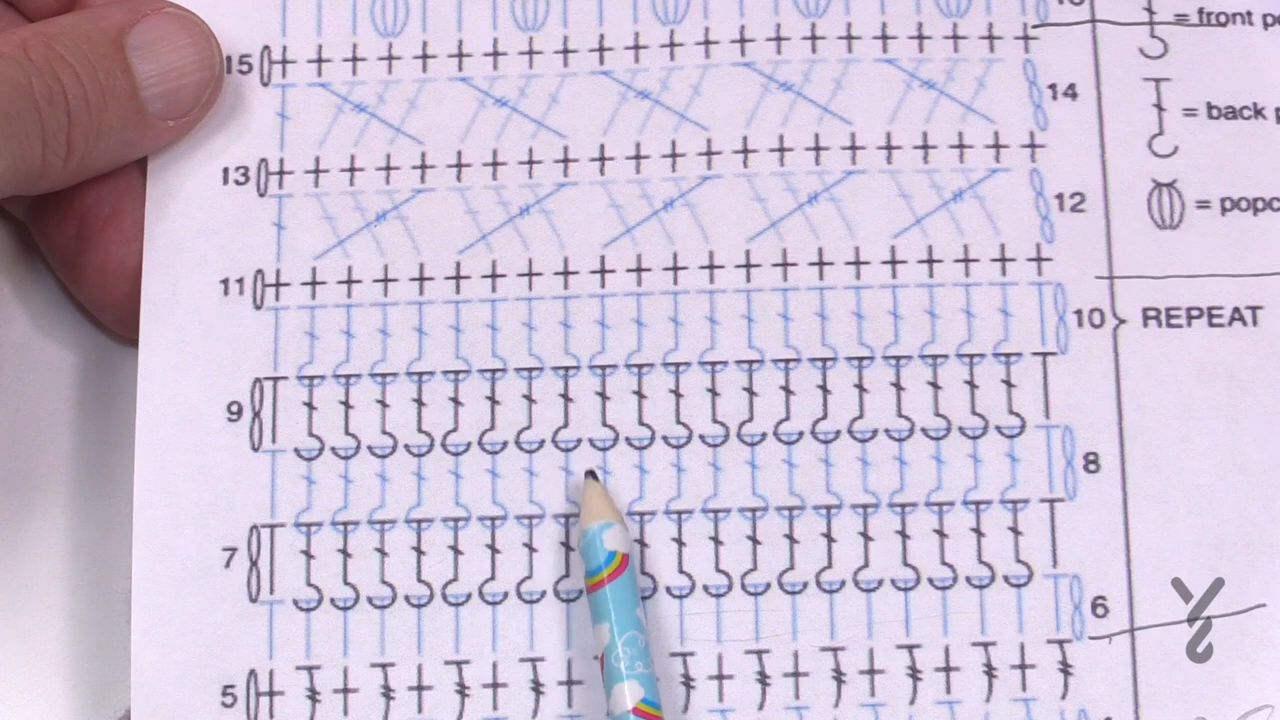 = front
15
14
= back
13
12
= popc
11
10
REPEAT
9
8
7
6
5